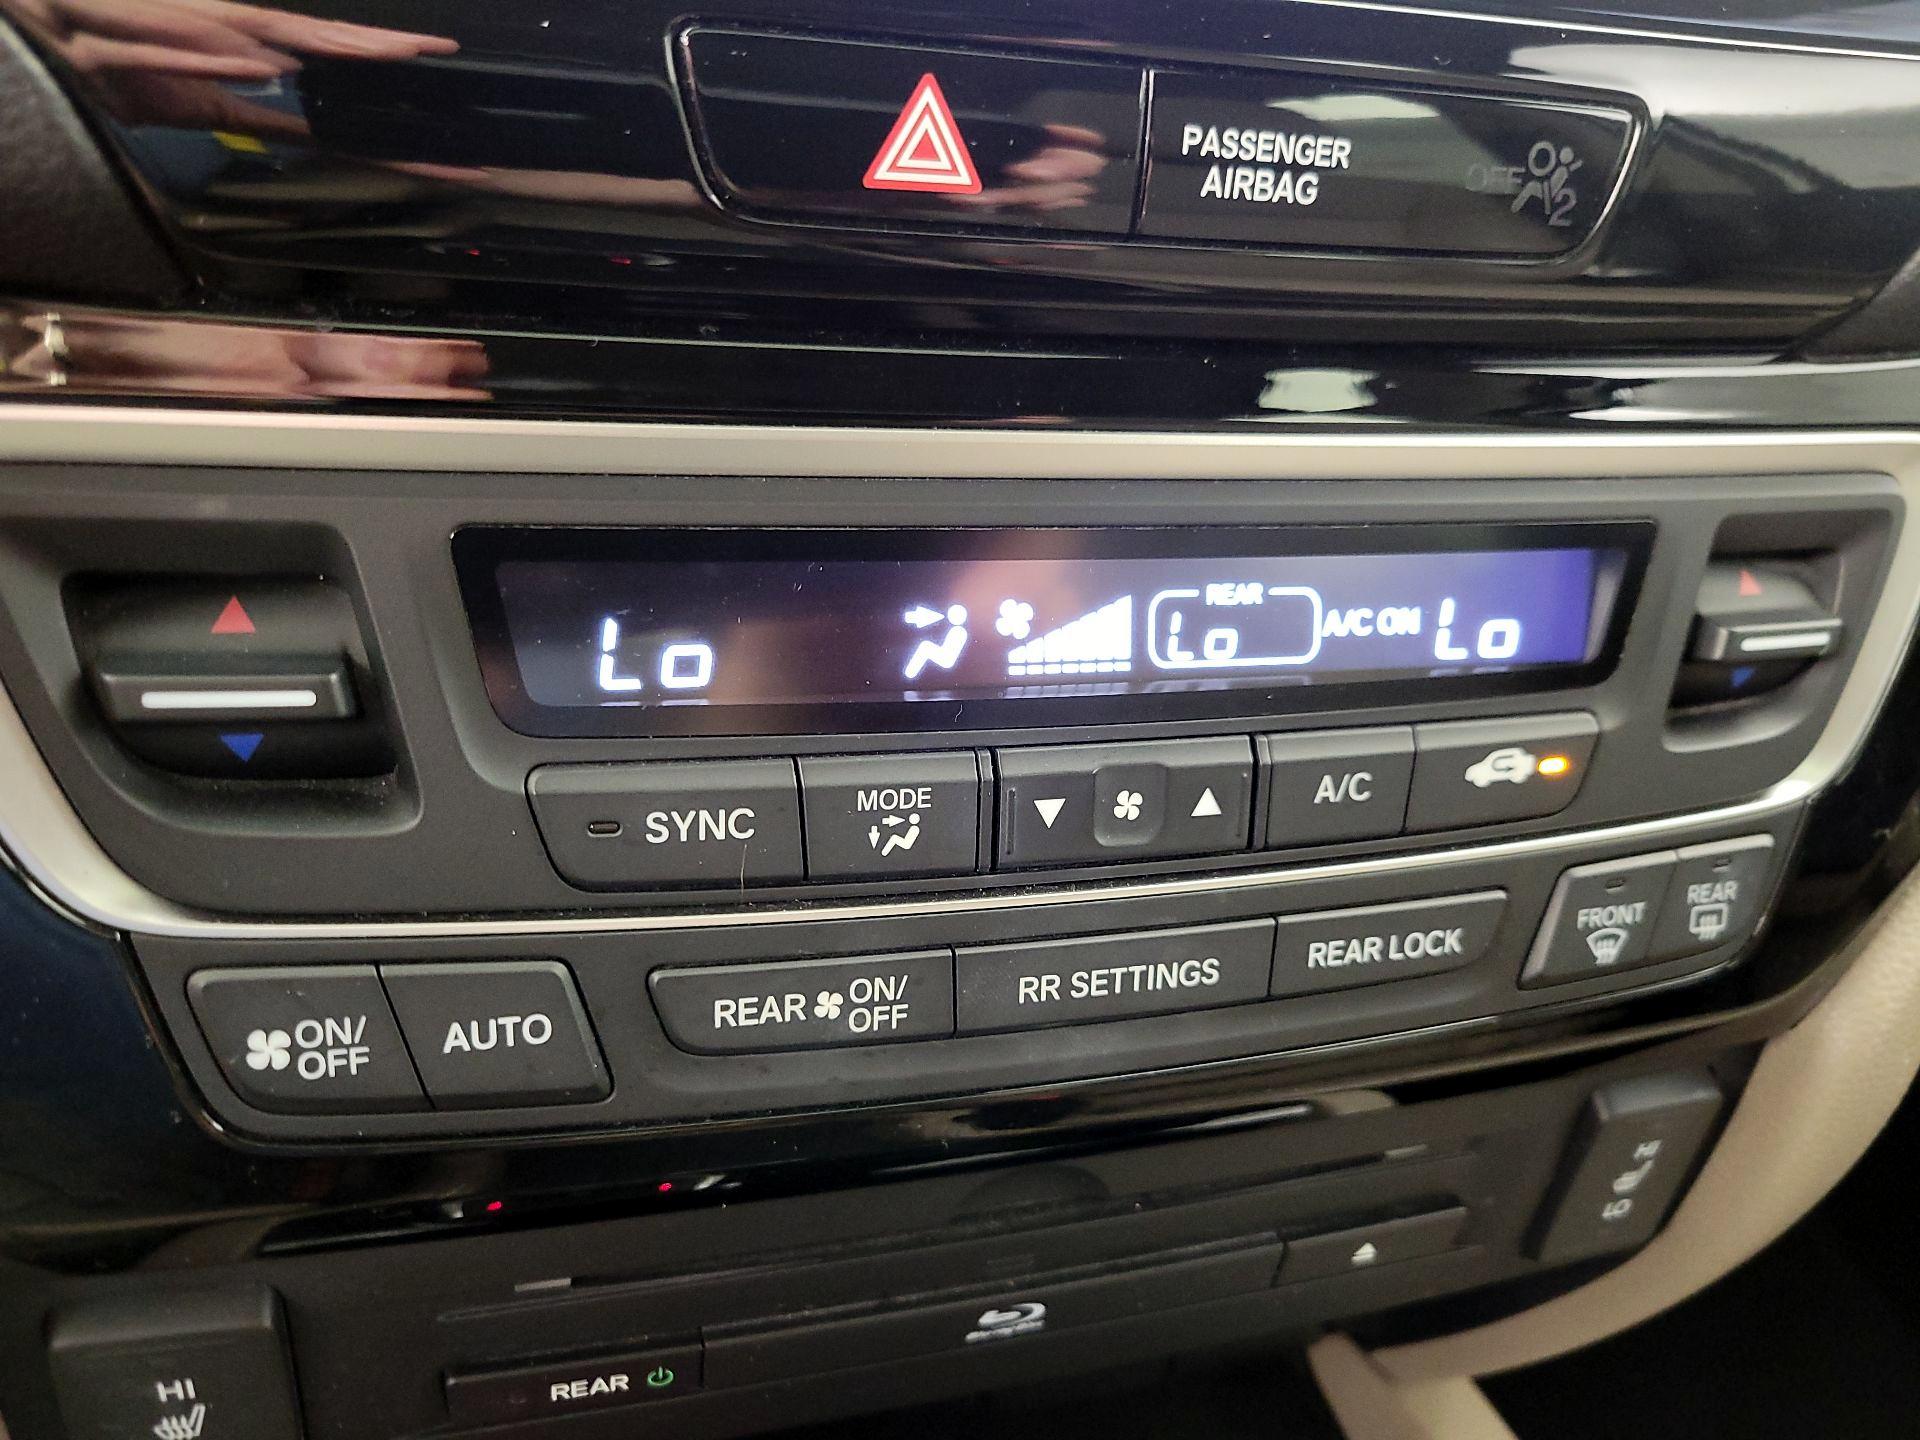 PASSENGER
AIRBAG
OFF
2
Lo
REAR
Lo
A/C ON
Lo
SYNC
MODE
A/C
ON/
OFF
AUTO
REAR ON/
OFF
RR SETTINGS
REAR LOCK
FRONT
REAR
HI
LO
HI
REAR